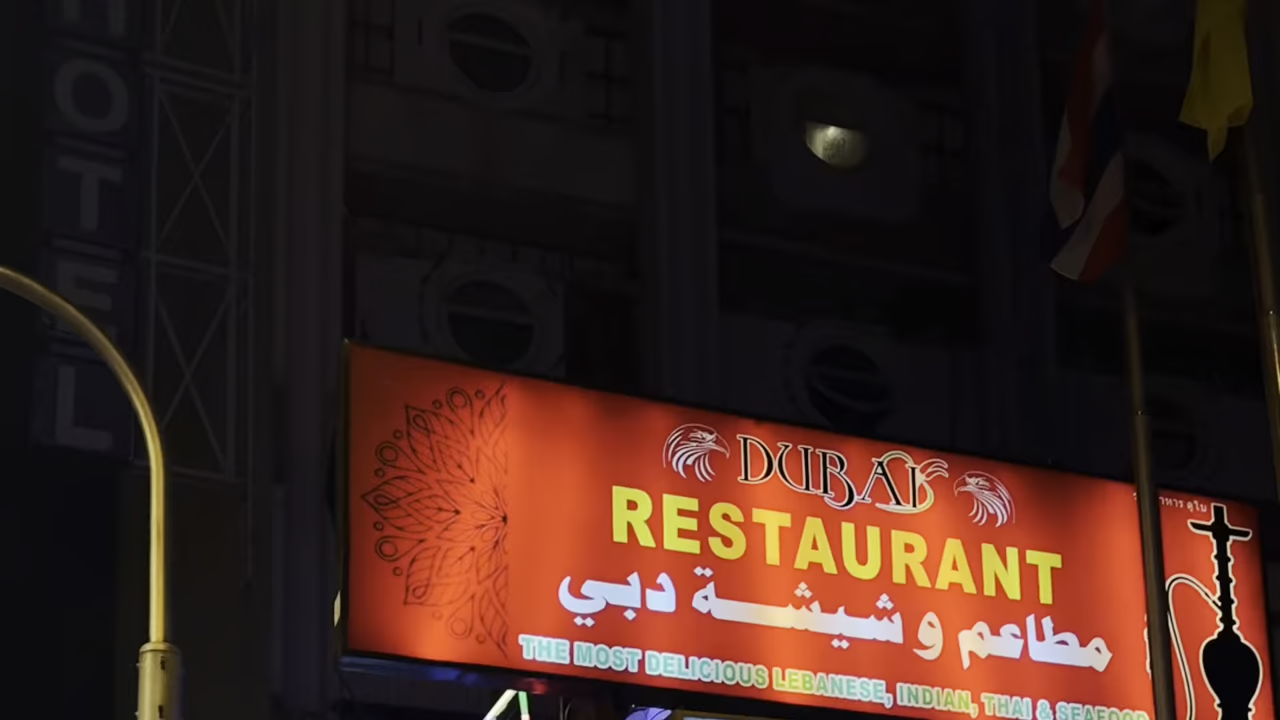 HOTEL
DUBAI
RESTAURANT
مطاعم و شيشة دبي
THE MOST DELICIOUS LEBANESE, INDIAN, THAI & SEAFOOD